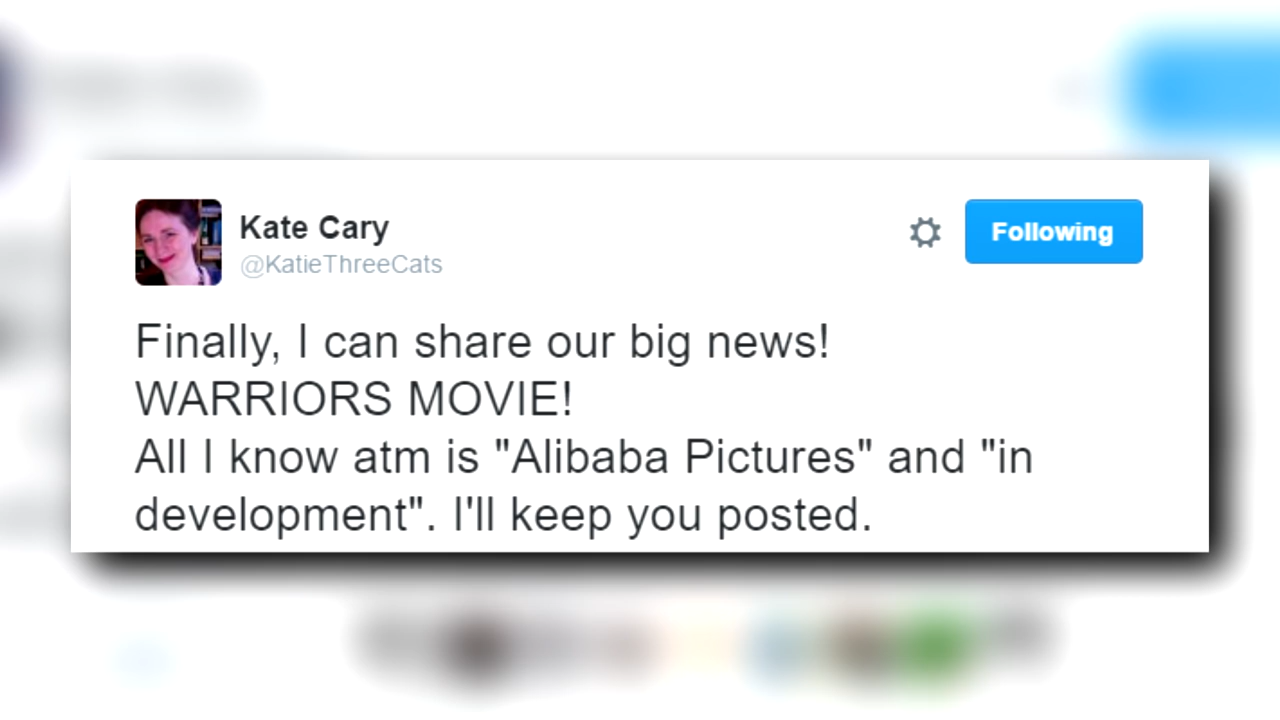 Kate Cary
@KatieThreeCats
Following
Finally, I can share our big news!
WARRIORS MOVIE!
All I know atm is "Alibaba Pictures" and "in
development". I'll keep you posted.